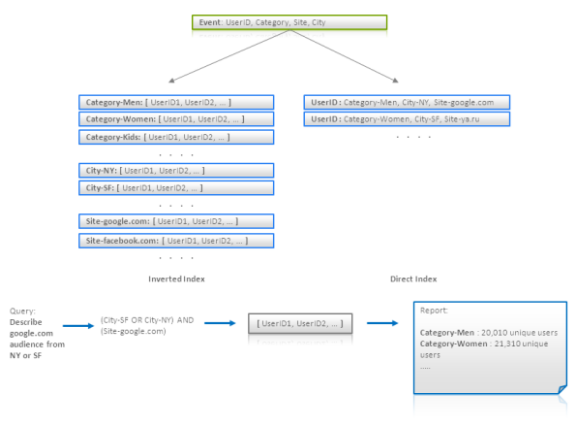 Event: UserID, Category, Site, City
Category-Men: [ UserID1, UserID2, ... ]
Category-Women: [ UserID1, UserID2, ... ]
Category-Kids: [ UserID1, UserID2, ... ]
. . . .
City-NY: [ UserID1, UserID2, ... ]
City-SF: [ UserID1, UserID2, ... ]
. . . .
Site-google.com: [ UserID1, UserID2, ... ]
Site-facebook.com: [ UserID1, UserID2, ... ]
. . . .
Inverted Index
UserID: Category-Men, City-NY, Site-google.com
UserID: Category-Women, City-SF, Site-ya.ru
. . . .
Direct Index
Query:
Describe
google.com
audience from
NY or SF
(City-SF OR City-NY) AND
(Site-google.com)
[ UserID1, UserID2, ... ]
Report:
Category-Men : 20,010 unique users
Category-Women : 21,310 unique
users
.....